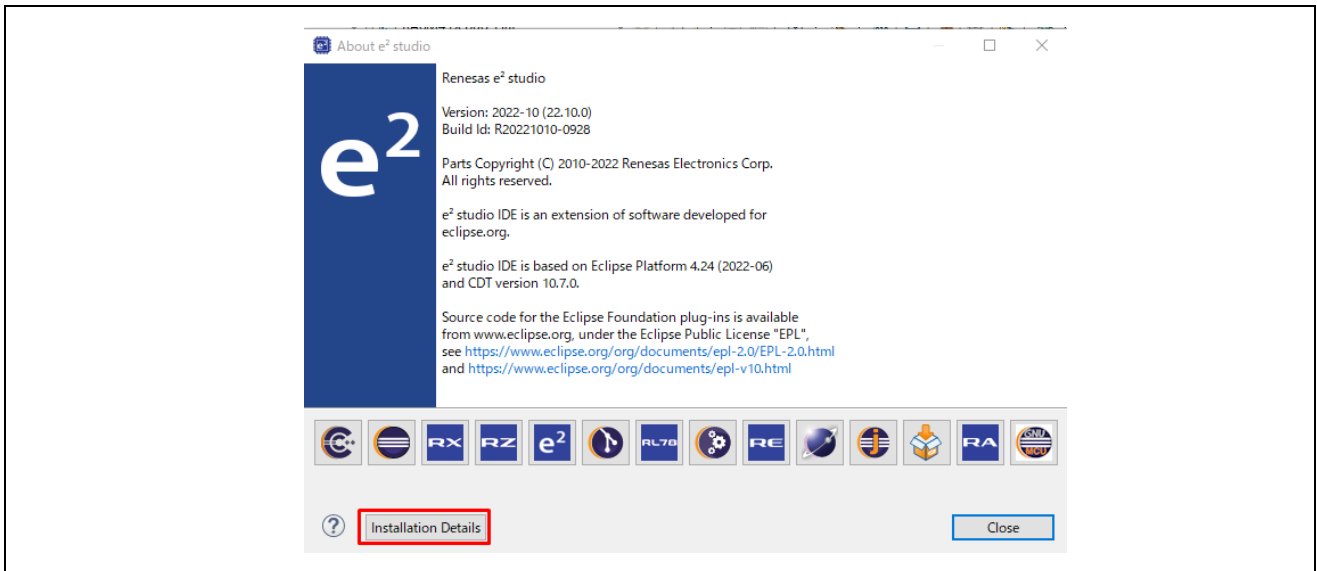 About e² studio
Renesas e² studio
Version: 2022-10 (22.10.0)
Build Id: R20221010-0928
Parts Copyright (C) 2010-2022 Renesas Electronics Corp.
All rights reserved.
e² studio IDE is an extension of software developed for
eclipse.org.
e² studio IDE is based on Eclipse Platform 4.24 (2022-06)
and CDT version 10.7.0.
Source code for the Eclipse Foundation plug-ins is available
from www.eclipse.org, under the Eclipse Public License "EPL",
see https://www.eclipse.org/org/documents/epl-2.0/EPL-2.0.html
and https://www.eclipse.org/org/documents/epl-v10.html
e²
RX RZ e² RL78 RE RA GNU MCU
Installation Details Close